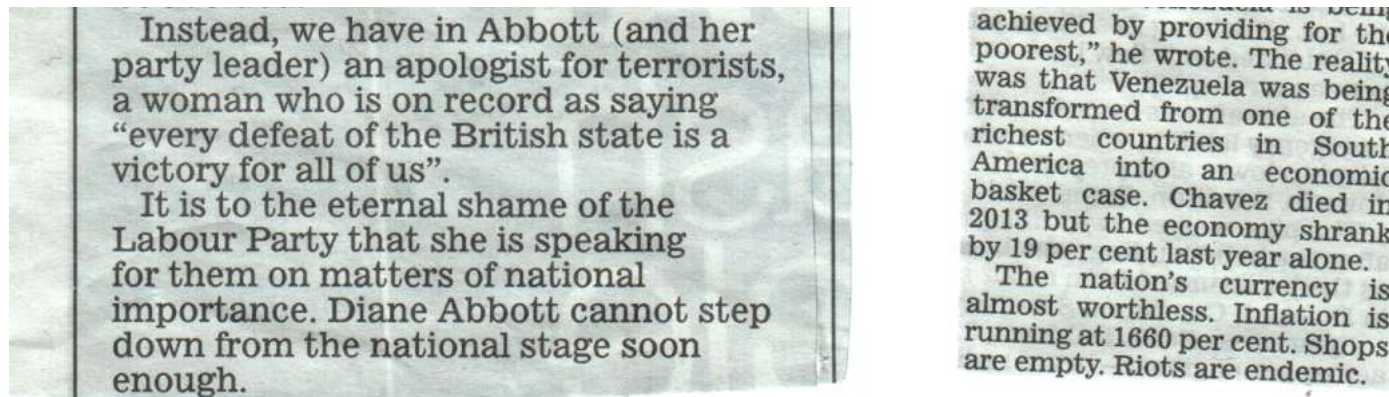 Instead, we have in Abbott (and her
party leader) an apologist for terrorists,
a woman who is on record as saying
“every defeat of the British state is a
victory for all of us”.
It is to the eternal shame of the
Labour Party that she is speaking
for them on matters of national
importance. Diane Abbott cannot step
down from the national stage soon
enough.
Venezuela is being
achieved by providing for the
poorest,” he wrote. The reality
was that Venezuela was being
transformed from one of the
richest countries in South
America into an economic
basket case. Chavez died in
2013 but the economy shrank
by 19 per cent last year alone.
The nation’s currency is
almost worthless. Inflation is
running at 1660 per cent. Shops
are empty. Riots are endemic.